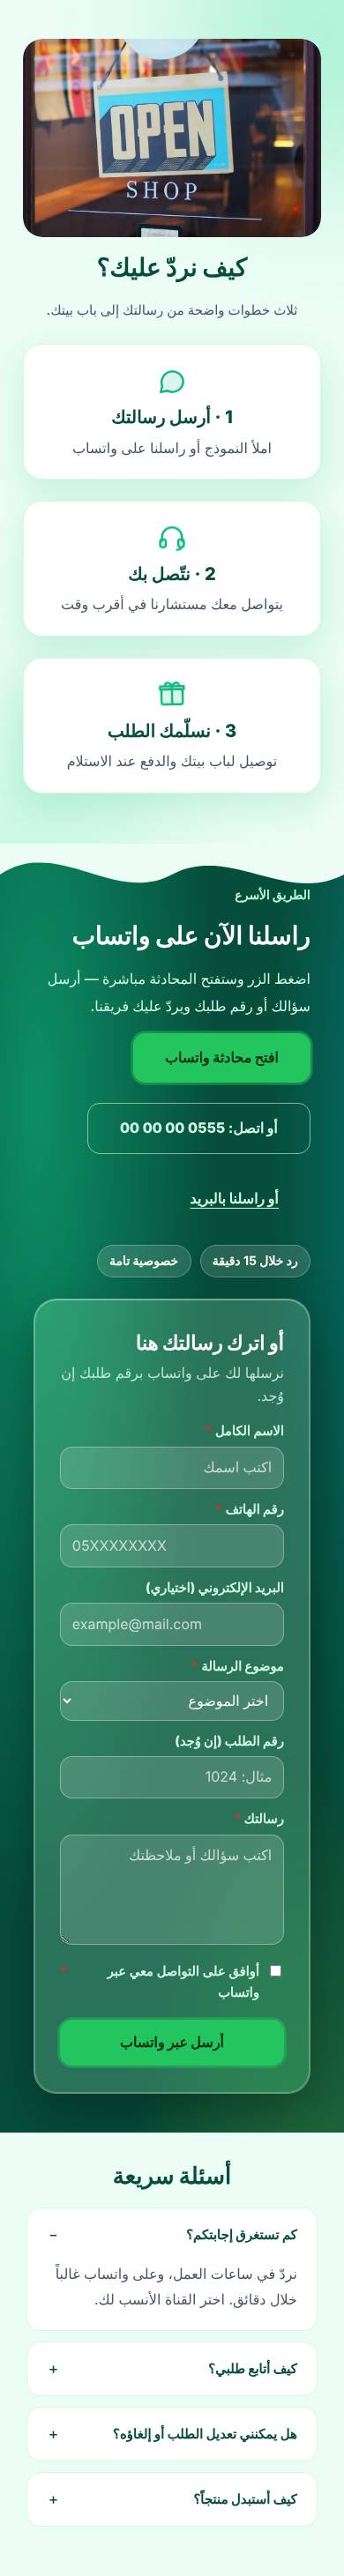 OPEN
SHOP
كيف نردّ عليك؟
ثلاث خطوات واضحة من رسالتك إلى باب بيتك.
1 · أرسل رسالتك
املأ النموذج أو راسلنا على واتساب
2 · نتّصل بك
يتواصل معك مستشارنا في أقرب وقت
3 · نسلّمك الطلب
توصيل لباب بيتك والدفع عند الاستلام
الطريق الأسرع
راسلنا الآن على واتساب
اضغط الزر وستفتح المحادثة مباشرة — أرسل
سؤالك أو رقم طلبك ويردّ عليك فريقنا.
افتح محادثة واتساب
أو اتصل: 0555 00 00 00
أو راسلنا بالبريد
رد خلال 15 دقيقة
خصوصية تامة
أو اترك رسالتك هنا
نرسلها لك على واتساب برقم طلبك إن
وُجد.
الاسم الكامل *
اكتب اسمك
رقم الهاتف *
05XXXXXXXX
البريد الإلكتروني (اختياري)
example@mail.com
موضوع الرسالة *
اختر الموضوع
رقم الطلب (إن وُجد)
مثال: 1024
رسالتك *
اكتب سؤالك أو ملاحظتك
أوافق على التواصل معي عبر *
واتساب
أرسل عبر واتساب
أسئلة سريعة
كم تستغرق إجابتكم؟ −
نردّ في ساعات العمل، وعلى واتساب غالباً
خلال دقائق. اختر القناة الأنسب لك.
كيف أتابع طلبي؟ +
هل يمكنني تعديل الطلب أو إلغاؤه؟ +
كيف أستبدل منتجاً؟ +